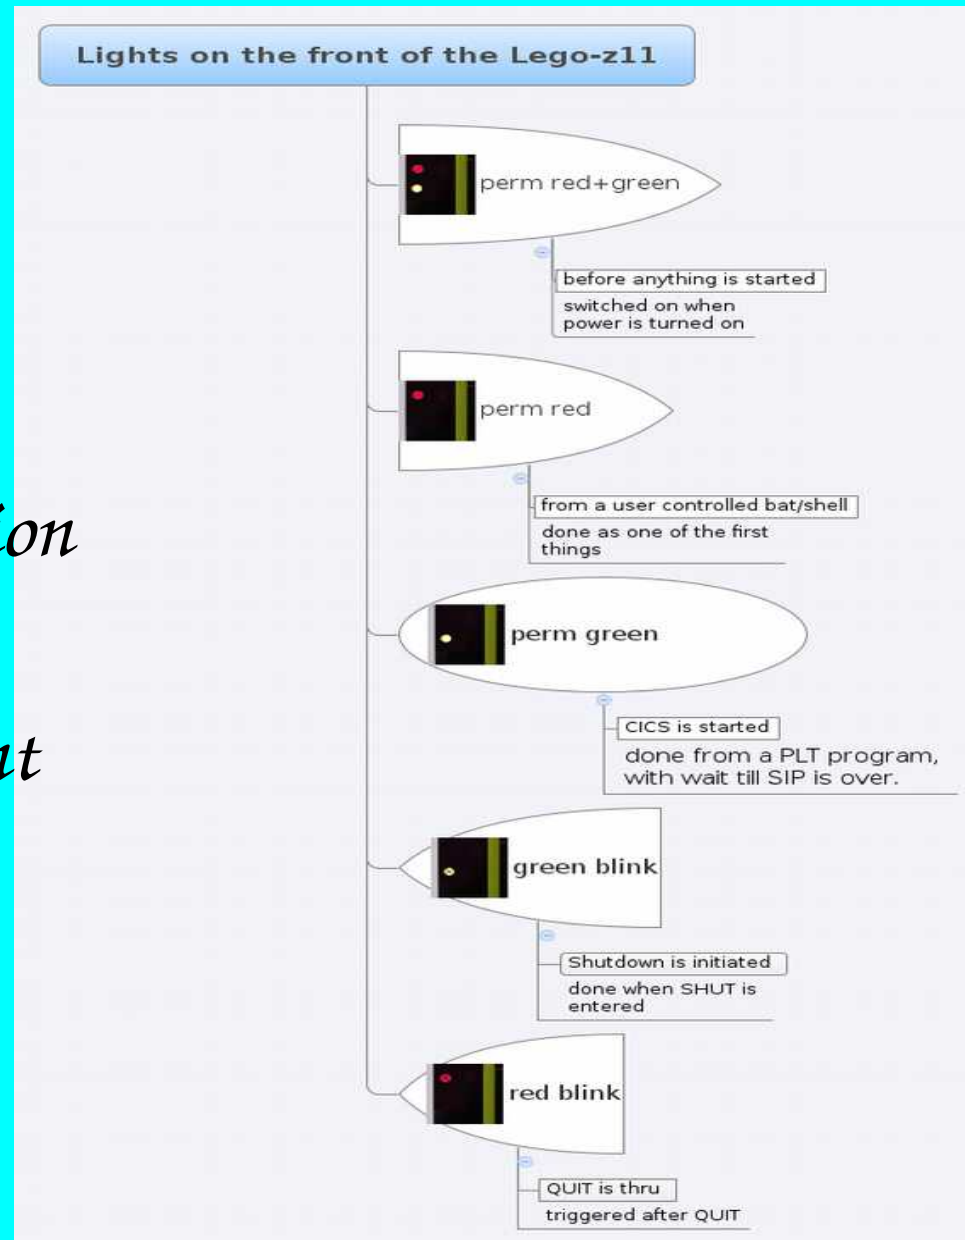 Lights on the front of the Lego-z11
perm red+green
before anything is started
switched on when
power is turned on
perm red
from a user controlled bat/shell
done as one of the first
things
perm green
CICS is started
done from a PLT program,
with wait till SIP is over.
green blink
Shutdown is initiated
done when SHUT is
entered
red blink
QUIT is thru
triggered after QUIT